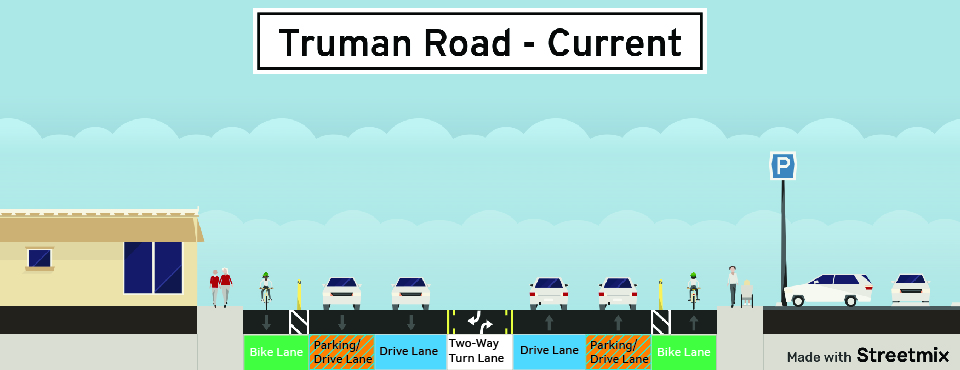 Truman Road - Current
P
Bike Lane
Parking/
Drive Lane
Drive Lane
Two-Way
Turn Lane
Drive Lane
Parking/
Drive Lane
Bike Lane
Made with Streetmix